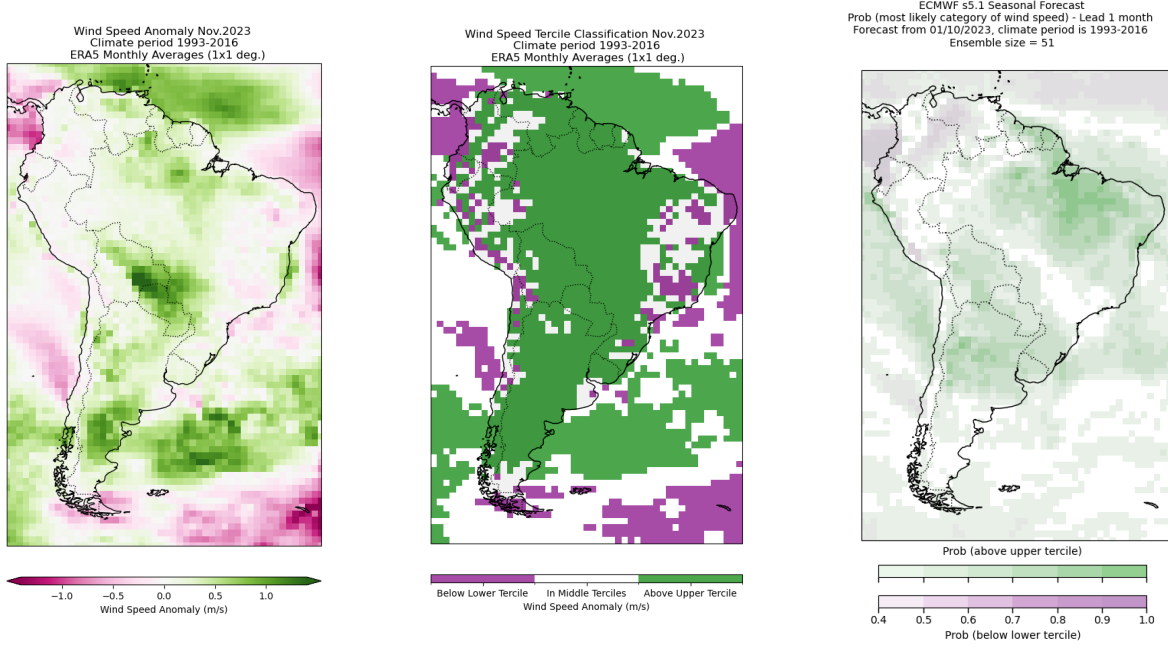 Wind Speed Anomaly Nov.2023
Climate period 1993-2016
ERA5 Monthly Averages (1x1 deg.)
−1.0 −0.5 0.0 0.5 1.0
Wind Speed Anomaly (m/s)
Wind Speed Tercile Classification Nov.2023
Climate period 1993-2016
ERA5 Monthly Averages (1x1 deg.)
Below Lower Tercile In Middle Terciles Above Upper Tercile
Wind Speed Anomaly (m/s)
ECMWF s5.1 Seasonal Forecast
Prob (most likely category of wind speed) - Lead 1 month
Forecast from 01/10/2023, climate period is 1993-2016
Ensemble size = 51
Prob (above upper tercile)
0.4 0.5 0.6 0.7 0.8 0.9 1.0
Prob (below lower tercile)